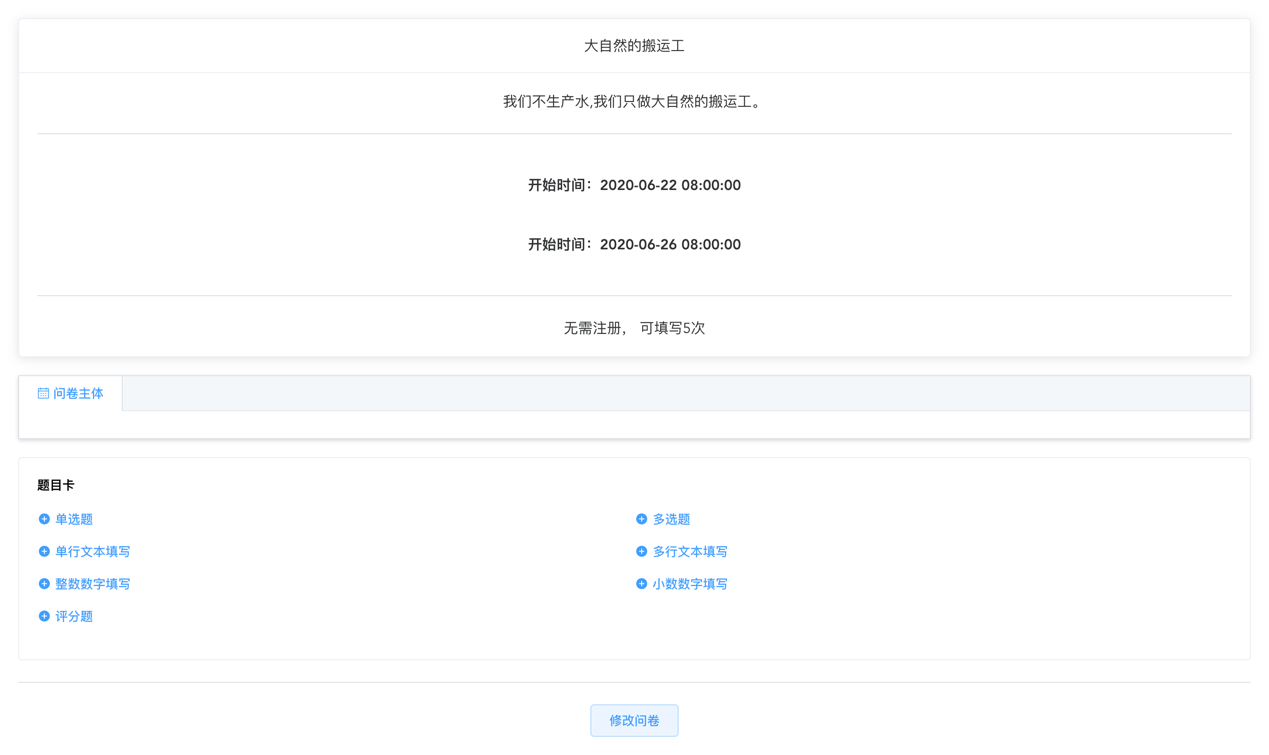 大自然的搬运工
我们不生产水,我们只做大自然的搬运工。
开始时间：2020-06-22 08:00:00
开始时间：2020-06-26 08:00:00
无需注册， 可填写5次
问卷主体
题目卡
单选题
多选题
单行文本填写
多行文本填写
整数数字填写
小数数字填写
评分题
修改问卷